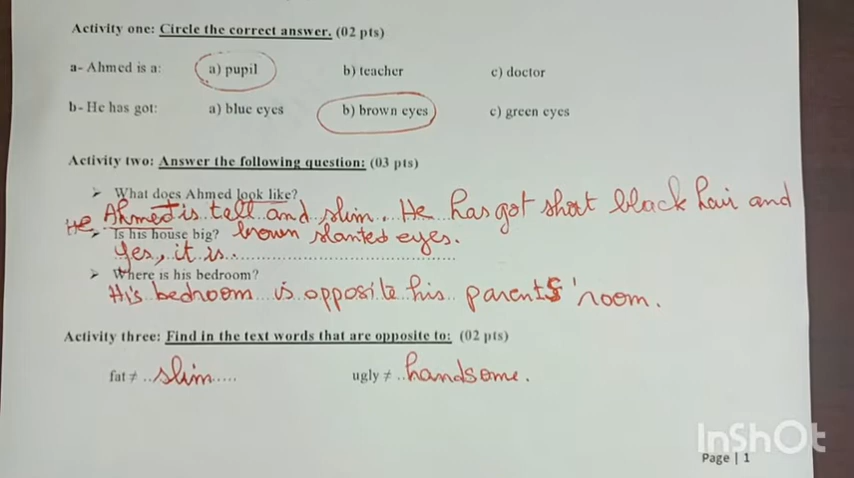 Activity one: Circle the correct answer. (02 pts)
a- Ahmed is a: a) pupil b) teacher c) doctor
b- He has got: a) blue eyes b) brown eyes c) green eyes
Activity two: Answer the following question: (03 pts)
➢ What does Ahmed look like?
He Ahmed is tall and slim. He has got short black hair and
➢ Is his house big? brown slanted eyes.
Yes, it is.
➢ Where is his bedroom?
His bedroom is opposite his parents' room.
Activity three: Find in the text words that are opposite to: (02 pts)
fat ≠ slim ugly ≠ handsome.
InShOt
Page | 1